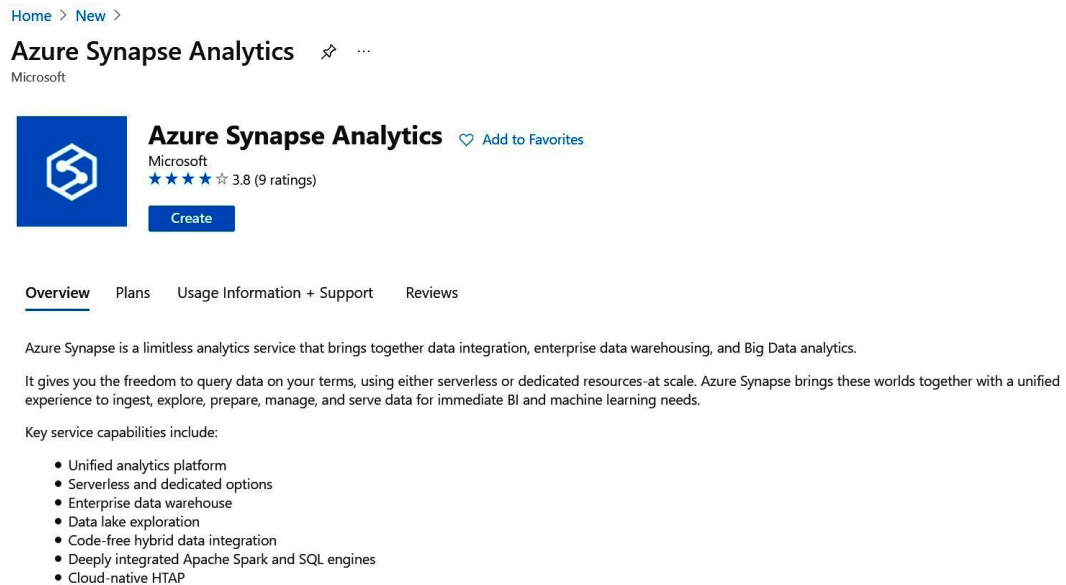 Home > New >
Azure Synapse Analytics ...
Microsoft
Azure Synapse Analytics Add to Favorites
Microsoft
3.8 (9 ratings)
Create
Overview Plans Usage Information + Support Reviews
Azure Synapse is a limitless analytics service that brings together data integration, enterprise data warehousing, and Big Data analytics.
It gives you the freedom to query data on your terms, using either serverless or dedicated resources-at scale. Azure Synapse brings these worlds together with a unified
experience to ingest, explore, prepare, manage, and serve data for immediate BI and machine learning needs.
Key service capabilities include:
• Unified analytics platform
• Serverless and dedicated options
• Enterprise data warehouse
• Data lake exploration
• Code-free hybrid data integration
• Deeply integrated Apache Spark and SQL engines
• Cloud-native HTAP